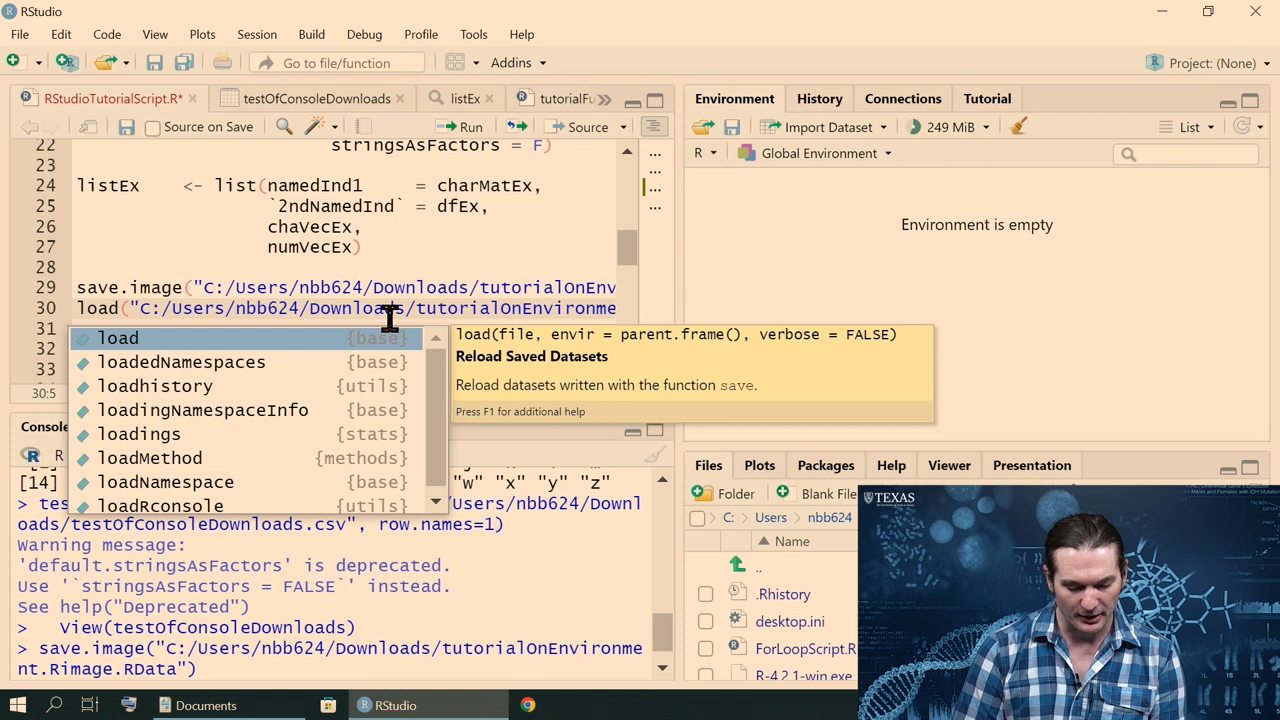 RStudio
File Edit Code View Plots Session Build Debug Profile Tools Help
Go to file/function Addins Project: (None)
RStudioTutorialScript.R* testOfConsoleDownloads listEx tutorialFu
Source on Save Run Source
22 stringsAsFactors = F)
23
24 listEx <- list(namedInd1 = charMatEx,
25 `2ndNamedInd` = dfEx,
26 chaVecEx,
27 numVecEx)
28
29 save.image("C:/Users/nbb624/Downloads/tutorialOnEnv
30 load("C:/Users/nbb624/Downloads/tutorialOnEnvironme
31
32
33
30:5
load {base}
loadedNamespaces {base}
loadhistory {utils}
loadingNamespaceInfo {base}
loadings {stats}
loadMethod {methods}
loadNamespace {base}
loadRconsole {utils}
load(file, envir = parent.frame(), verbose = FALSE)
Reload Saved Datasets
Reload datasets written with the function save.
Press F1 for additional help
Console
R
[14] "w" "x" "y" "z"
> tes /Users/nbb624/Downl
oads/testOfConsoleDownloads.csv", row.names=1)
Warning message:
'default.stringsAsFactors' is deprecated.
Use '`stringsAsFactors = FALSE`' instead.
See help("Deprecated")
> View(testOfConsoleDownloads)
> save.image("C:/Users/nbb624/Downloads/tutorialOnEnvironme
nt.Rimage.RData")
Environment History Connections Tutorial
Import Dataset 249 MiB List
R Global Environment
Environment is empty
Files Plots Packages Help Viewer Presentation
Folder Blank File
C: Users nbb624
Name
..
.Rhistory
desktop.ini
ForLoopScript.R
R-4.2.1-win.exe
TEXAS
Documents RStudio